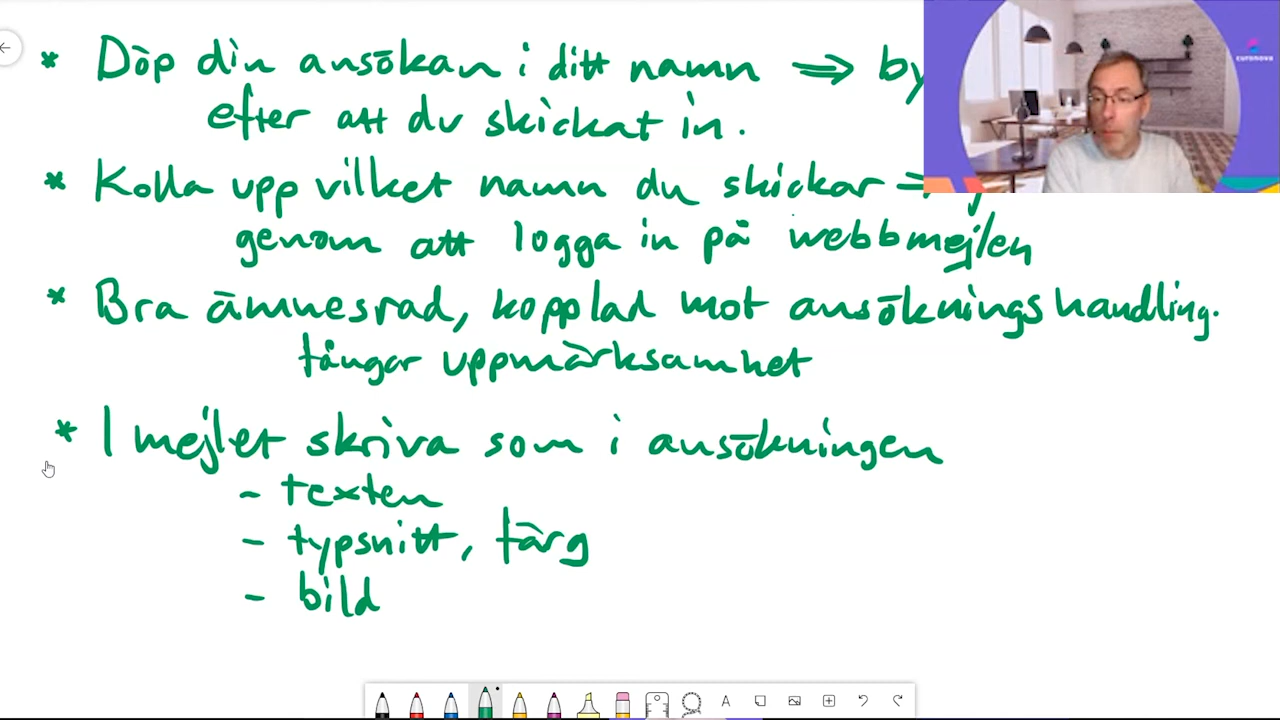 * Döp din ansökan i ditt namn ⇒ by
efter att du skickat in.
* Kolla upp vilket namn du skickar
genom att logga in på webbmejlen
* Bra ämnesrad, kopplad mot ansökningshandling.
fångar uppmärksamhet
* I mejlet skriva som i ansökningen
- texten
- typsnitt, färg
- bild
curonova